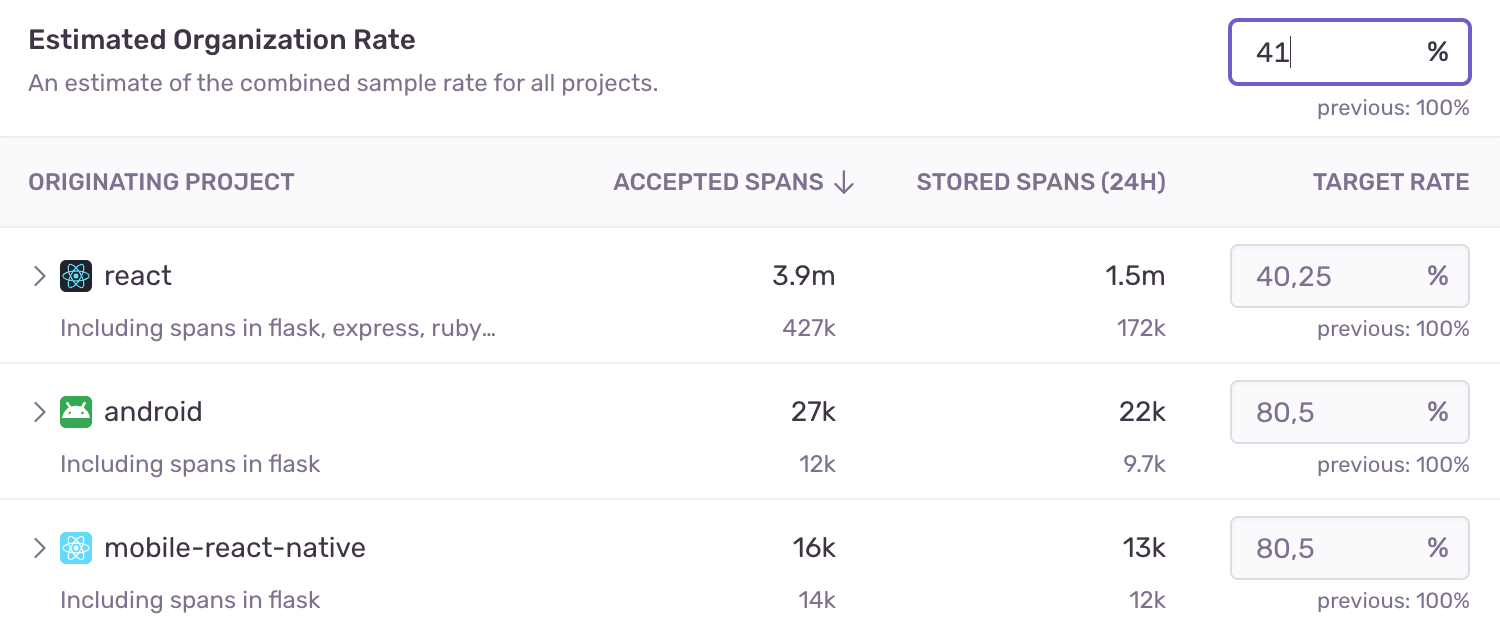 Estimated Organization Rate
41 %
An estimate of the combined sample rate for all projects.
previous: 100%
ORIGINATING PROJECT ACCEPTED SPANS ↓ STORED SPANS (24H) TARGET RATE
react 3.9m 1.5m 40,25 %
Including spans in flask, express, ruby… 427k 172k previous: 100%
android 27k 22k 80,5 %
Including spans in flask 12k 9.7k previous: 100%
mobile-react-native 16k 13k 80,5 %
Including spans in flask 14k 12k previous: 100%